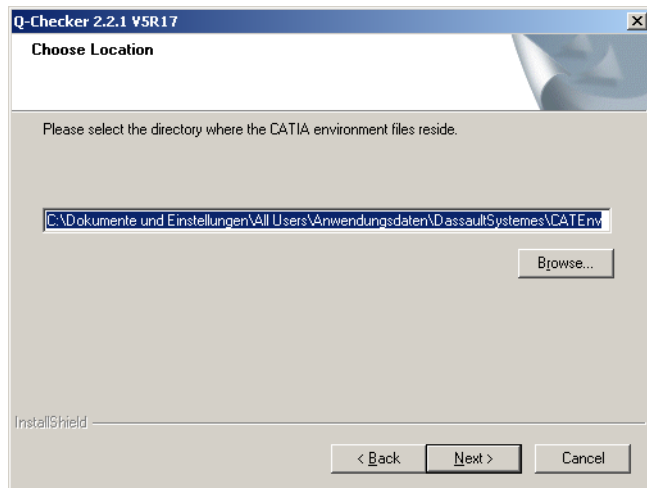 Q-Checker 2.2.1 V5R17
Choose Location
Please select the directory where the CATIA environment files reside.
C:\Dokumente und Einstellungen\All Users\Anwendungsdaten\DassaultSystemes\CATEnv
Browse...
InstallShield
< Back
Next >
Cancel